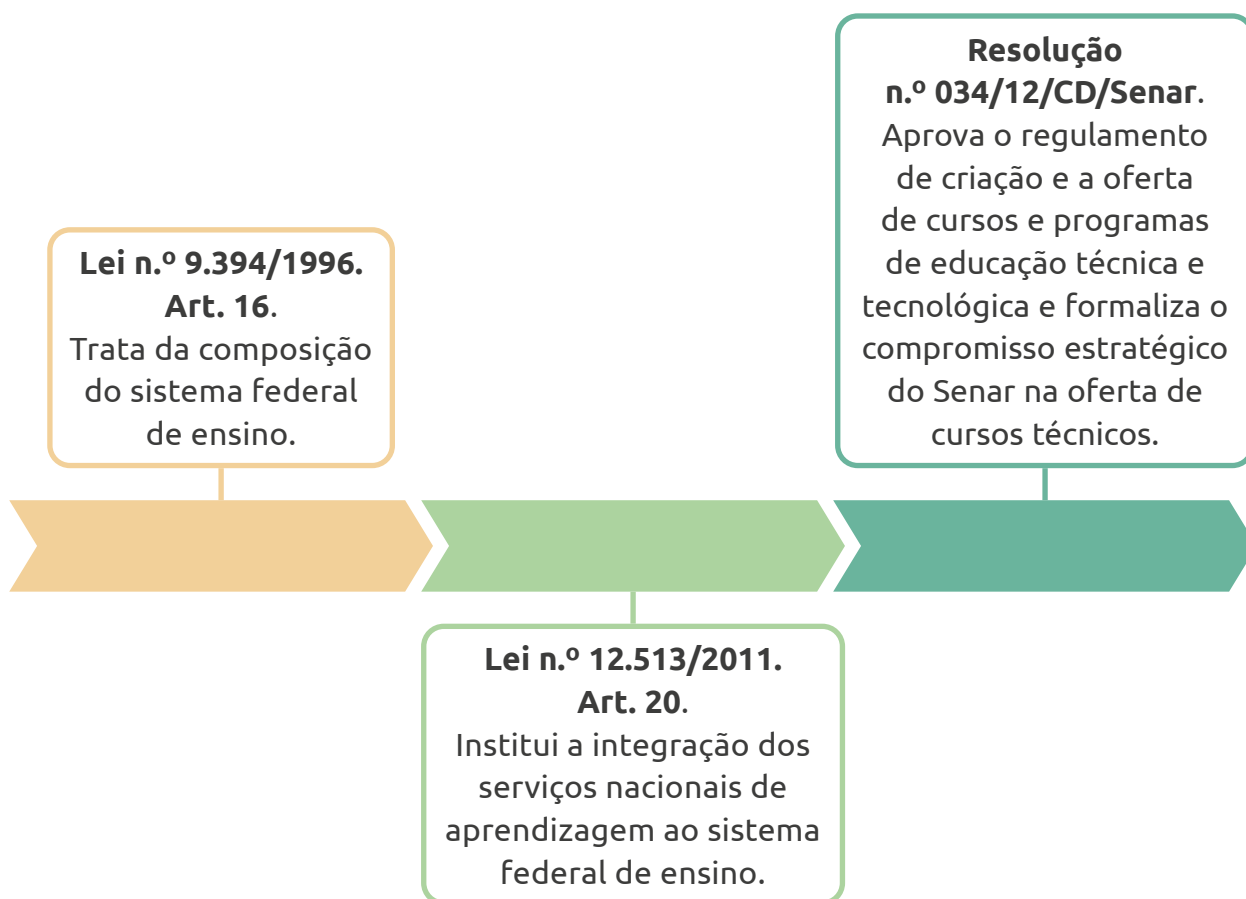 Lei n.º 9.394/1996.
Art. 16.
Trata da composição
do sistema federal
de ensino.
Lei n.º 12.513/2011.
Art. 20.
Institui a integração dos
serviços nacionais de
aprendizagem ao sistema
federal de ensino.
Resolução
n.º 034/12/CD/Senar.
Aprova o regulamento
de criação e a oferta
de cursos e programas
de educação técnica e
tecnológica e formaliza o
compromisso estratégico
do Senar na oferta de
cursos técnicos.